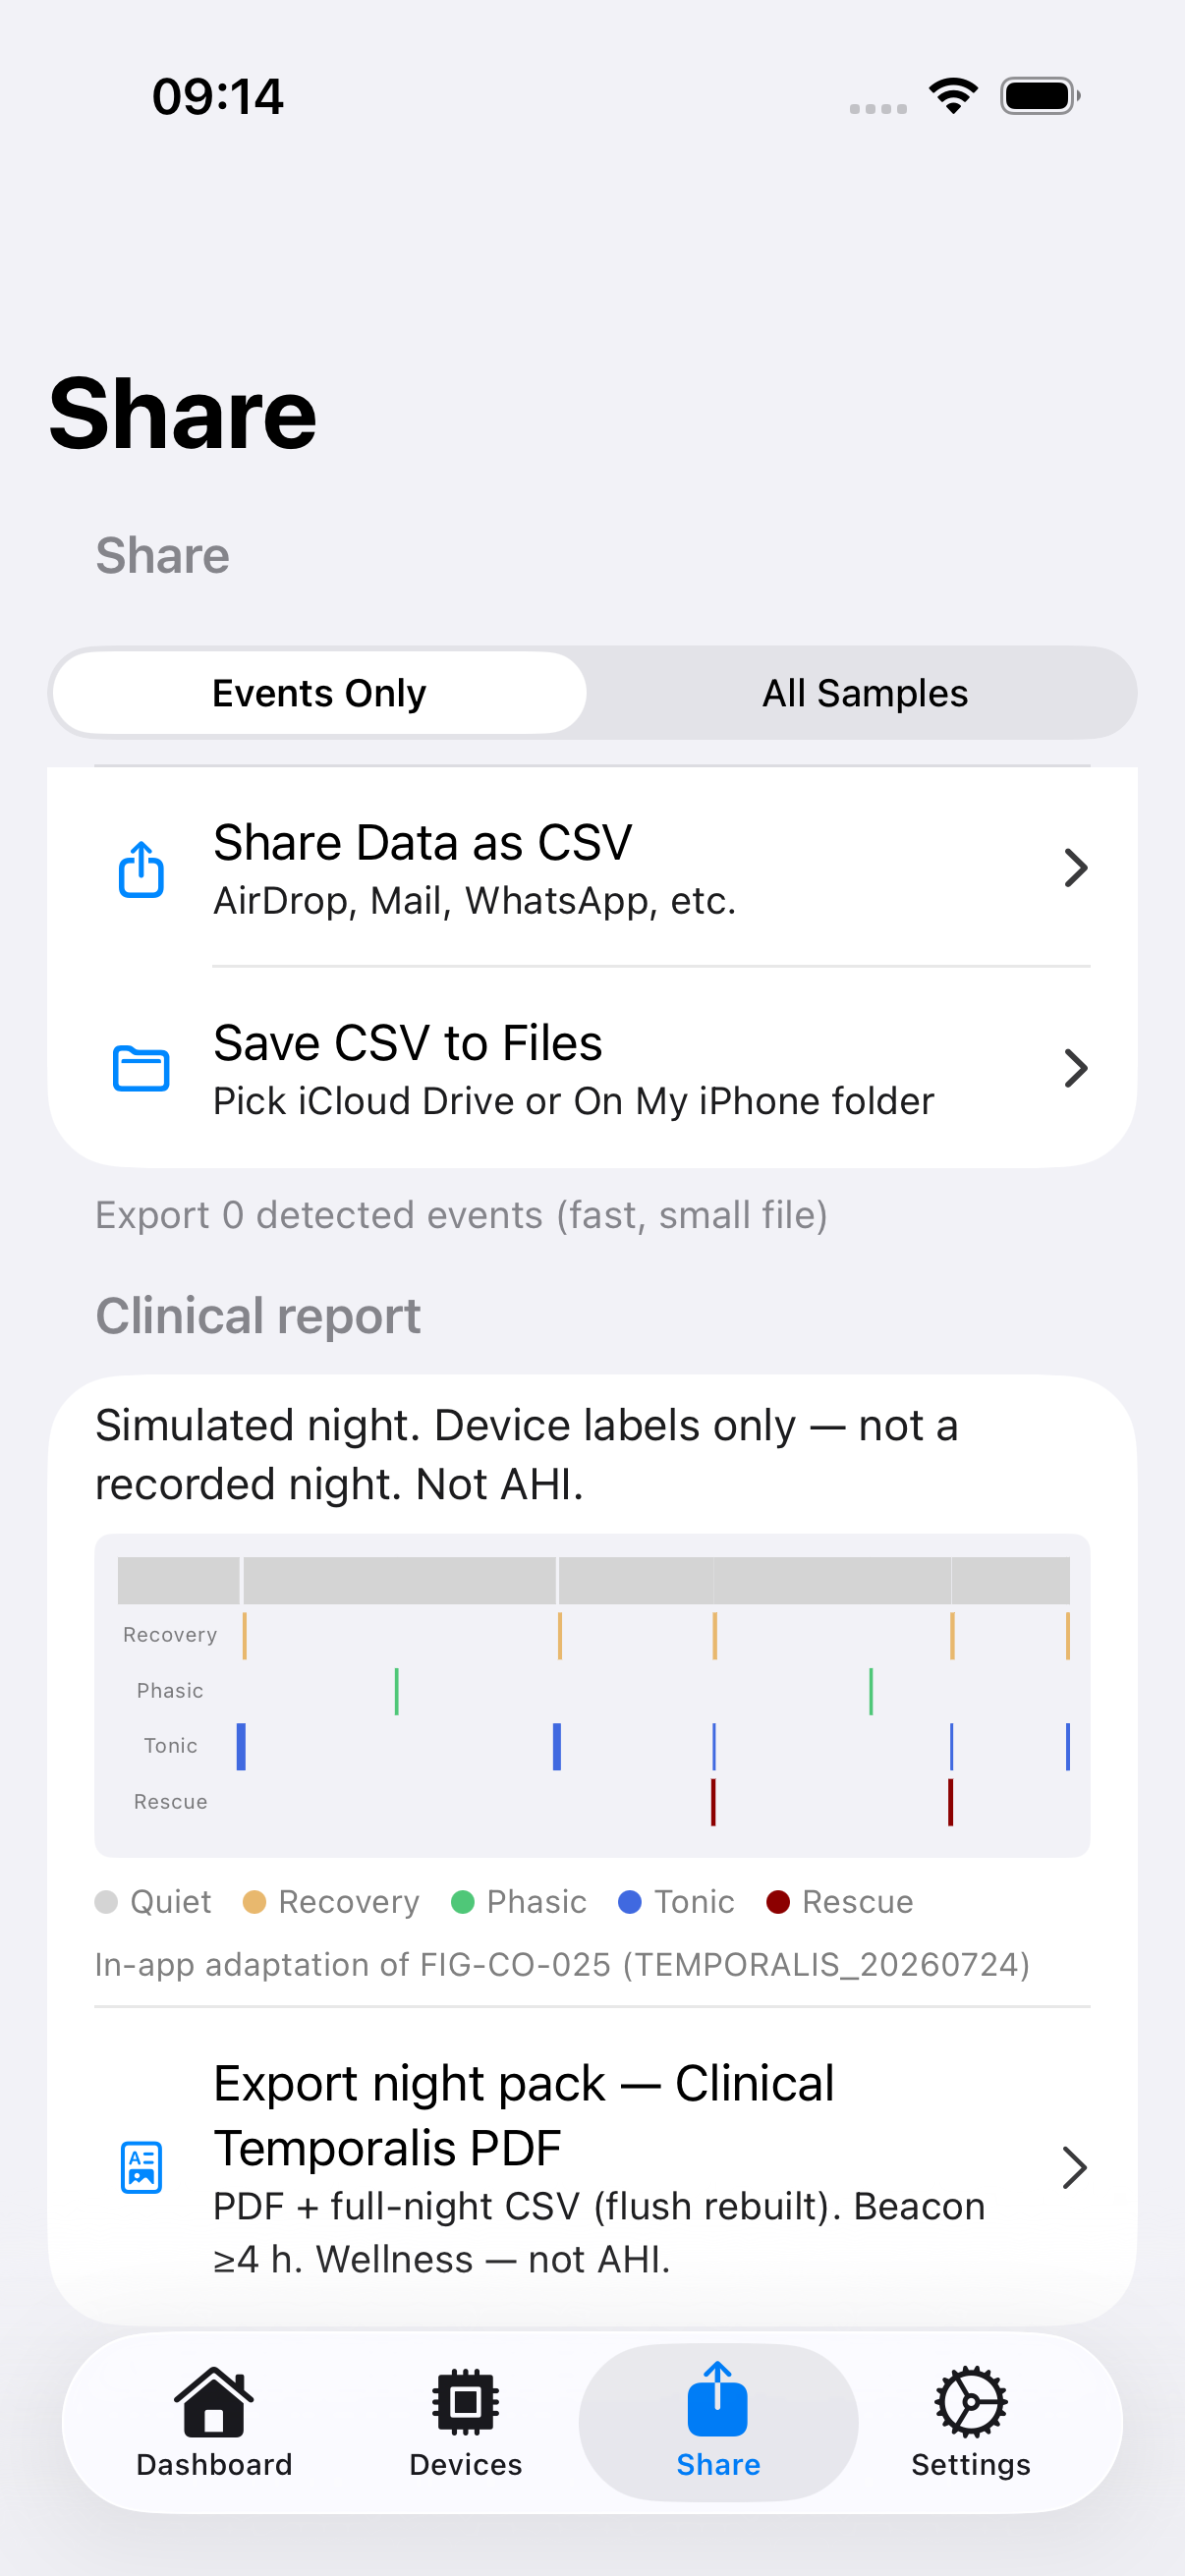 09:14
Share
Share
Events Only
All Samples
Share Data as CSV
AirDrop, Mail, WhatsApp, etc.
Save CSV to Files
Pick iCloud Drive or On My iPhone folder
Export 0 detected events (fast, small file)
Clinical report
Simulated night. Device labels only — not a
recorded night. Not AHI.
Recovery
Phasic
Tonic
Rescue
Quiet
Recovery
Phasic
Tonic
Rescue
In-app adaptation of FIG-CO-025 (TEMPORALIS_20260724)
Export night pack — Clinical
Temporalis PDF
PDF + full-night CSV (flush rebuilt). Beacon
≥4 h. Wellness — not AHI.
Dashboard
Devices
Share
Settings